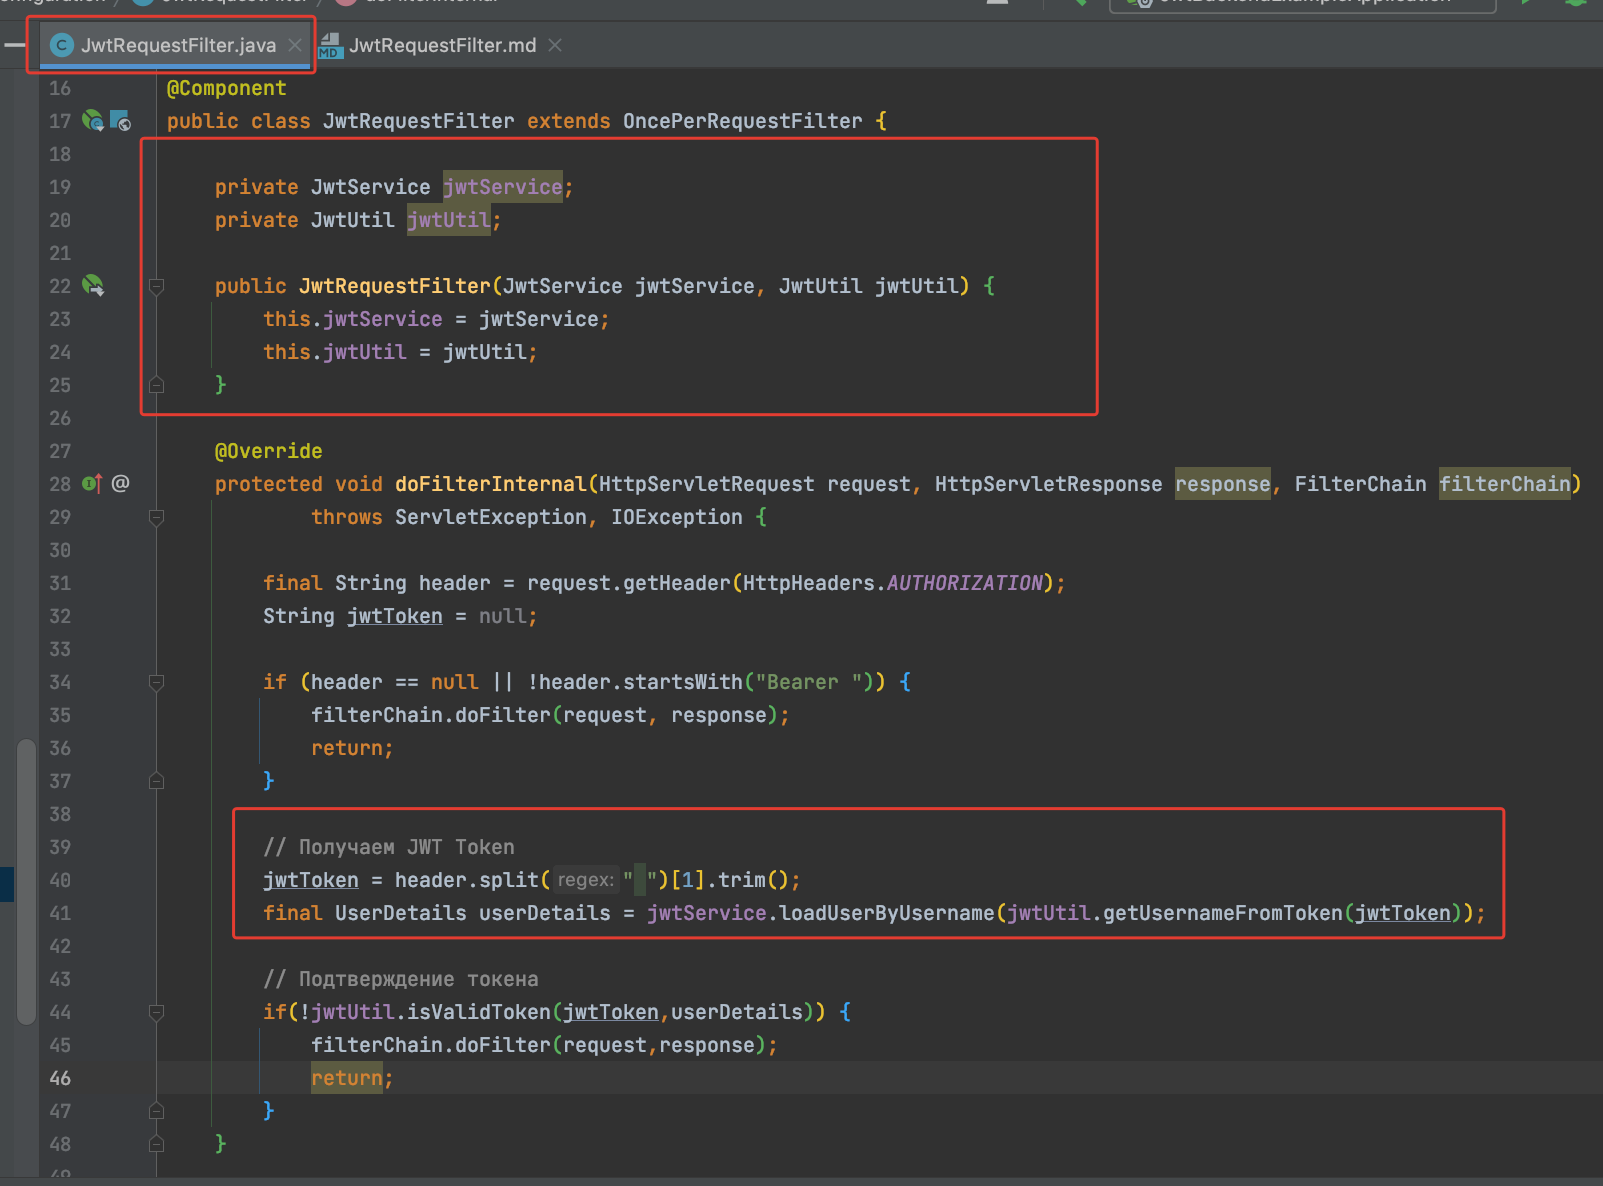 JwtRequestFilter.java
JwtRequestFilter.md
16 @Component
17 public class JwtRequestFilter extends OncePerRequestFilter {
18
19 private JwtService jwtService;
20 private JwtUtil jwtUtil;
21
22 public JwtRequestFilter(JwtService jwtService, JwtUtil jwtUtil) {
23 this.jwtService = jwtService;
24 this.jwtUtil = jwtUtil;
25 }
26
27 @Override
28 protected void doFilterInternal(HttpServletRequest request, HttpServletResponse response, FilterChain filterChain)
29 throws ServletException, IOException {
30
31 final String header = request.getHeader(HttpHeaders.AUTHORIZATION);
32 String jwtToken = null;
33
34 if (header == null || !header.startsWith("Bearer ")) {
35 filterChain.doFilter(request, response);
36 return;
37 }
38
39 // Получаем JWT Token
40 jwtToken = header.split( regex: " ")[1].trim();
41 final UserDetails userDetails = jwtService.loadUserByUsername(jwtUtil.getUsernameFromToken(jwtToken));
42
43 // Подтверждение токена
44 if(!jwtUtil.isValidToken(jwtToken,userDetails)) {
45 filterChain.doFilter(request,response);
46 return;
47 }
48 }